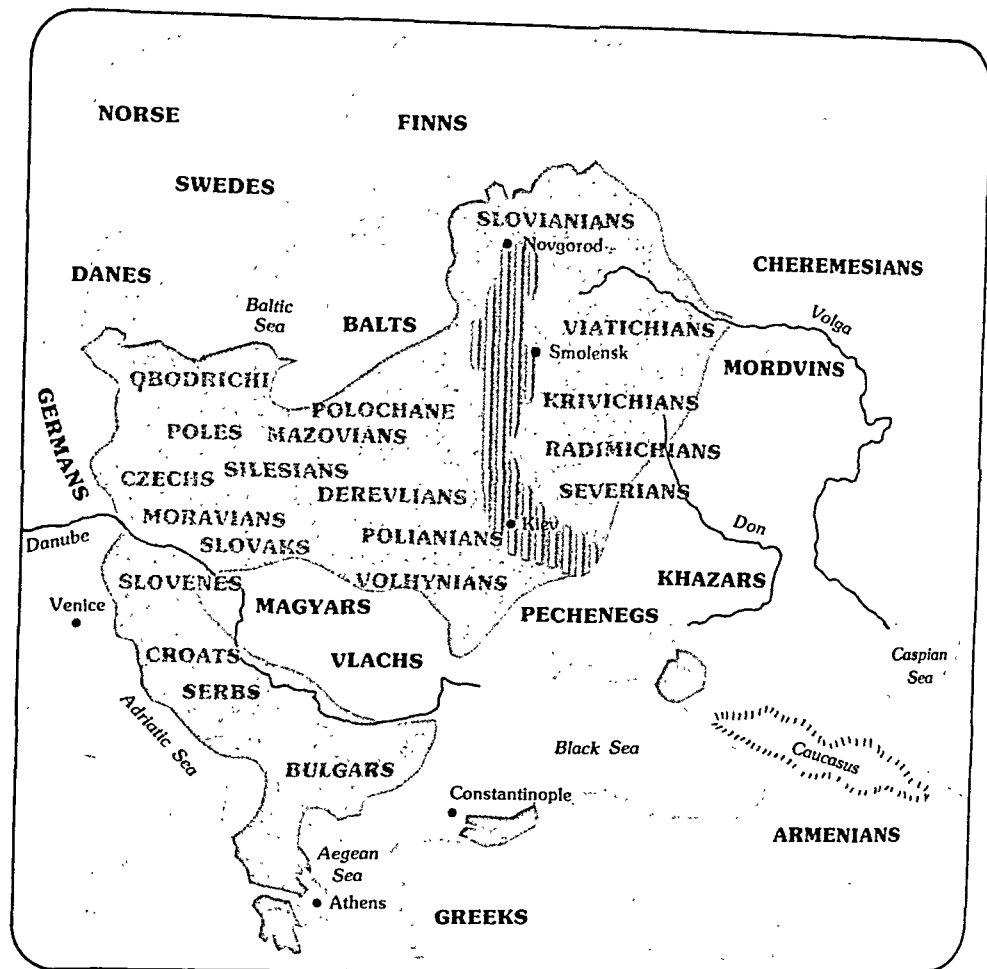 NORSE
FINNS
SWEDES
SLOVIANIANS
Novgorod
DANES
CHEREMESIANS
Baltic
Sea
BALTS
VIATICHIANS
Volga
Smolensk
MORDVINS
OBODRICHI
GERMANS
POLOCHANE
KRIVICHIANS
POLES
MAZOVIANS
RADIMICHIANS
CZECHS
SILESIANS
DEREVLIANS
SEVERIANS
MORAVIANS
Kiev
Don
Danube
SLOVAKS
POLIANIANS
SLOVENES
VOLHYNIANS
KHAZARS
Venice
MAGYARS
PECHENEGS
CROATS
VLACHS
Caspian
Sea
SERBS
Adriatic Sea
Black Sea
Caucasus
BULGARS
Constantinople
ARMENIANS
Aegean
Sea
Athens
GREEKS